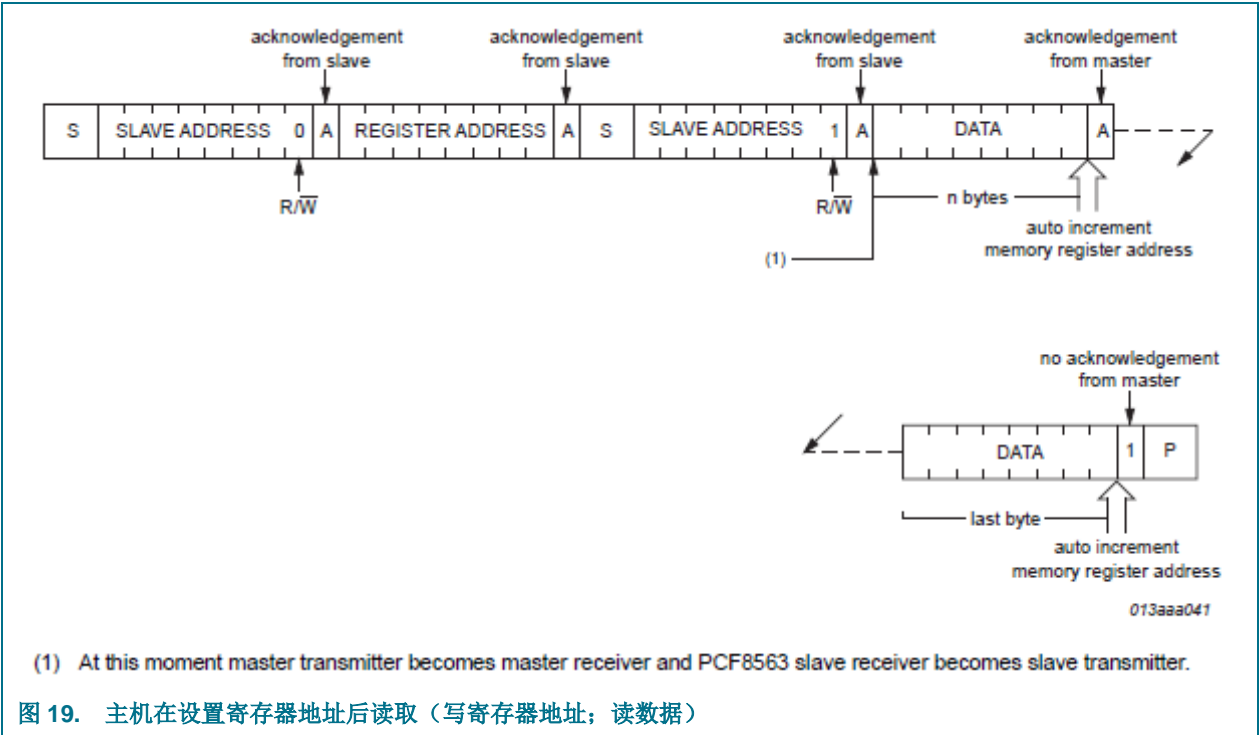 acknowledgement
from slave
acknowledgement
from slave
acknowledgement
from slave
acknowledgement
from master
S SLAVE ADDRESS 0 A REGISTER ADDRESS A S SLAVE ADDRESS 1 A DATA A
R/W̅
R/W̅
n bytes
auto increment
memory register address
(1)
no acknowledgement
from master
DATA 1 P
last byte
auto increment
memory register address
013aaa041
(1) At this moment master transmitter becomes master receiver and PCF8563 slave receiver becomes slave transmitter.
图 19. 主机在设置寄存器地址后读取（写寄存器地址；读数据）